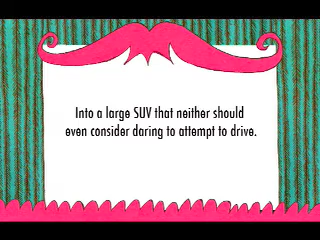 Into a large SUV that neither should
even consider daring to attempt to drive.